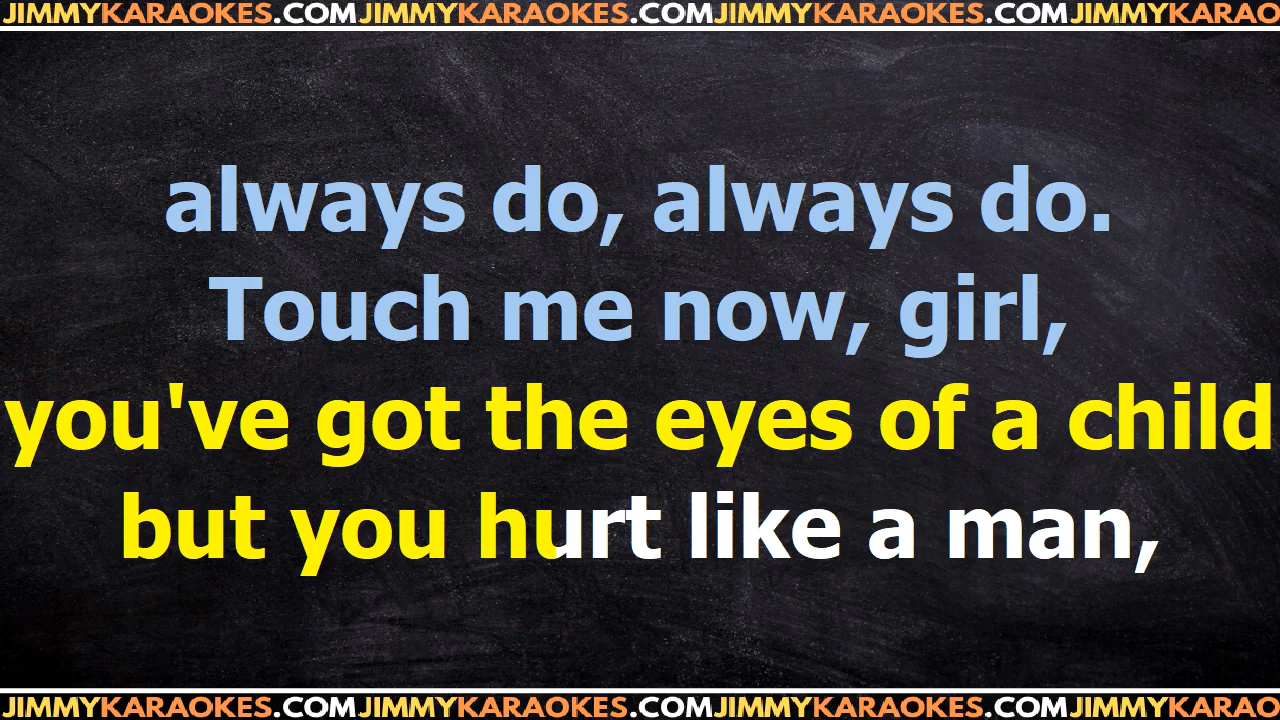 JIMMYKARAOKES.COMJIMMYKARAOKES.COMJIMMYKARAOKES.COMJIMMYKARAO
always do, always do.
Touch me now, girl,
you've got the eyes of a child
but you hurt like a man,
JIMMYKARAOKES.COMJIMMYKARAOKES.COMJIMMYKARAOKES.COMJIMMYKARAO